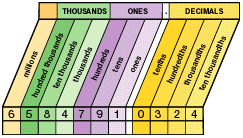 THOUSANDS ONES . DECIMALS
millions hundred thousands ten thousands thousands hundreds tens ones tenths hundredths thousandths ten thousandths
6 5 8 4 7 9 1 0 3 2 4